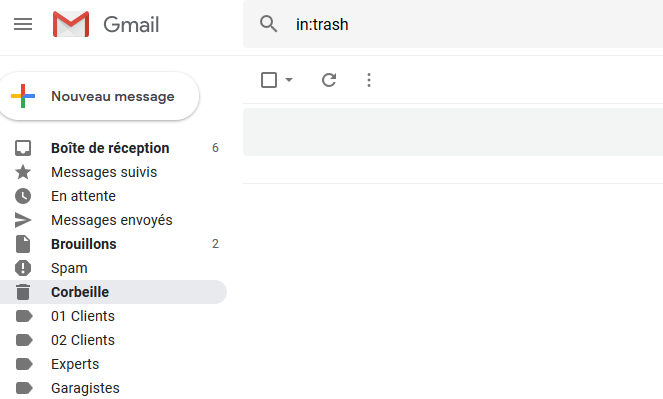 Gmail
in:trash
Nouveau message
Boîte de réception 6
Messages suivis
En attente
Messages envoyés
Brouillons 2
Spam
Corbeille
01 Clients
02 Clients
Experts
Garagistes